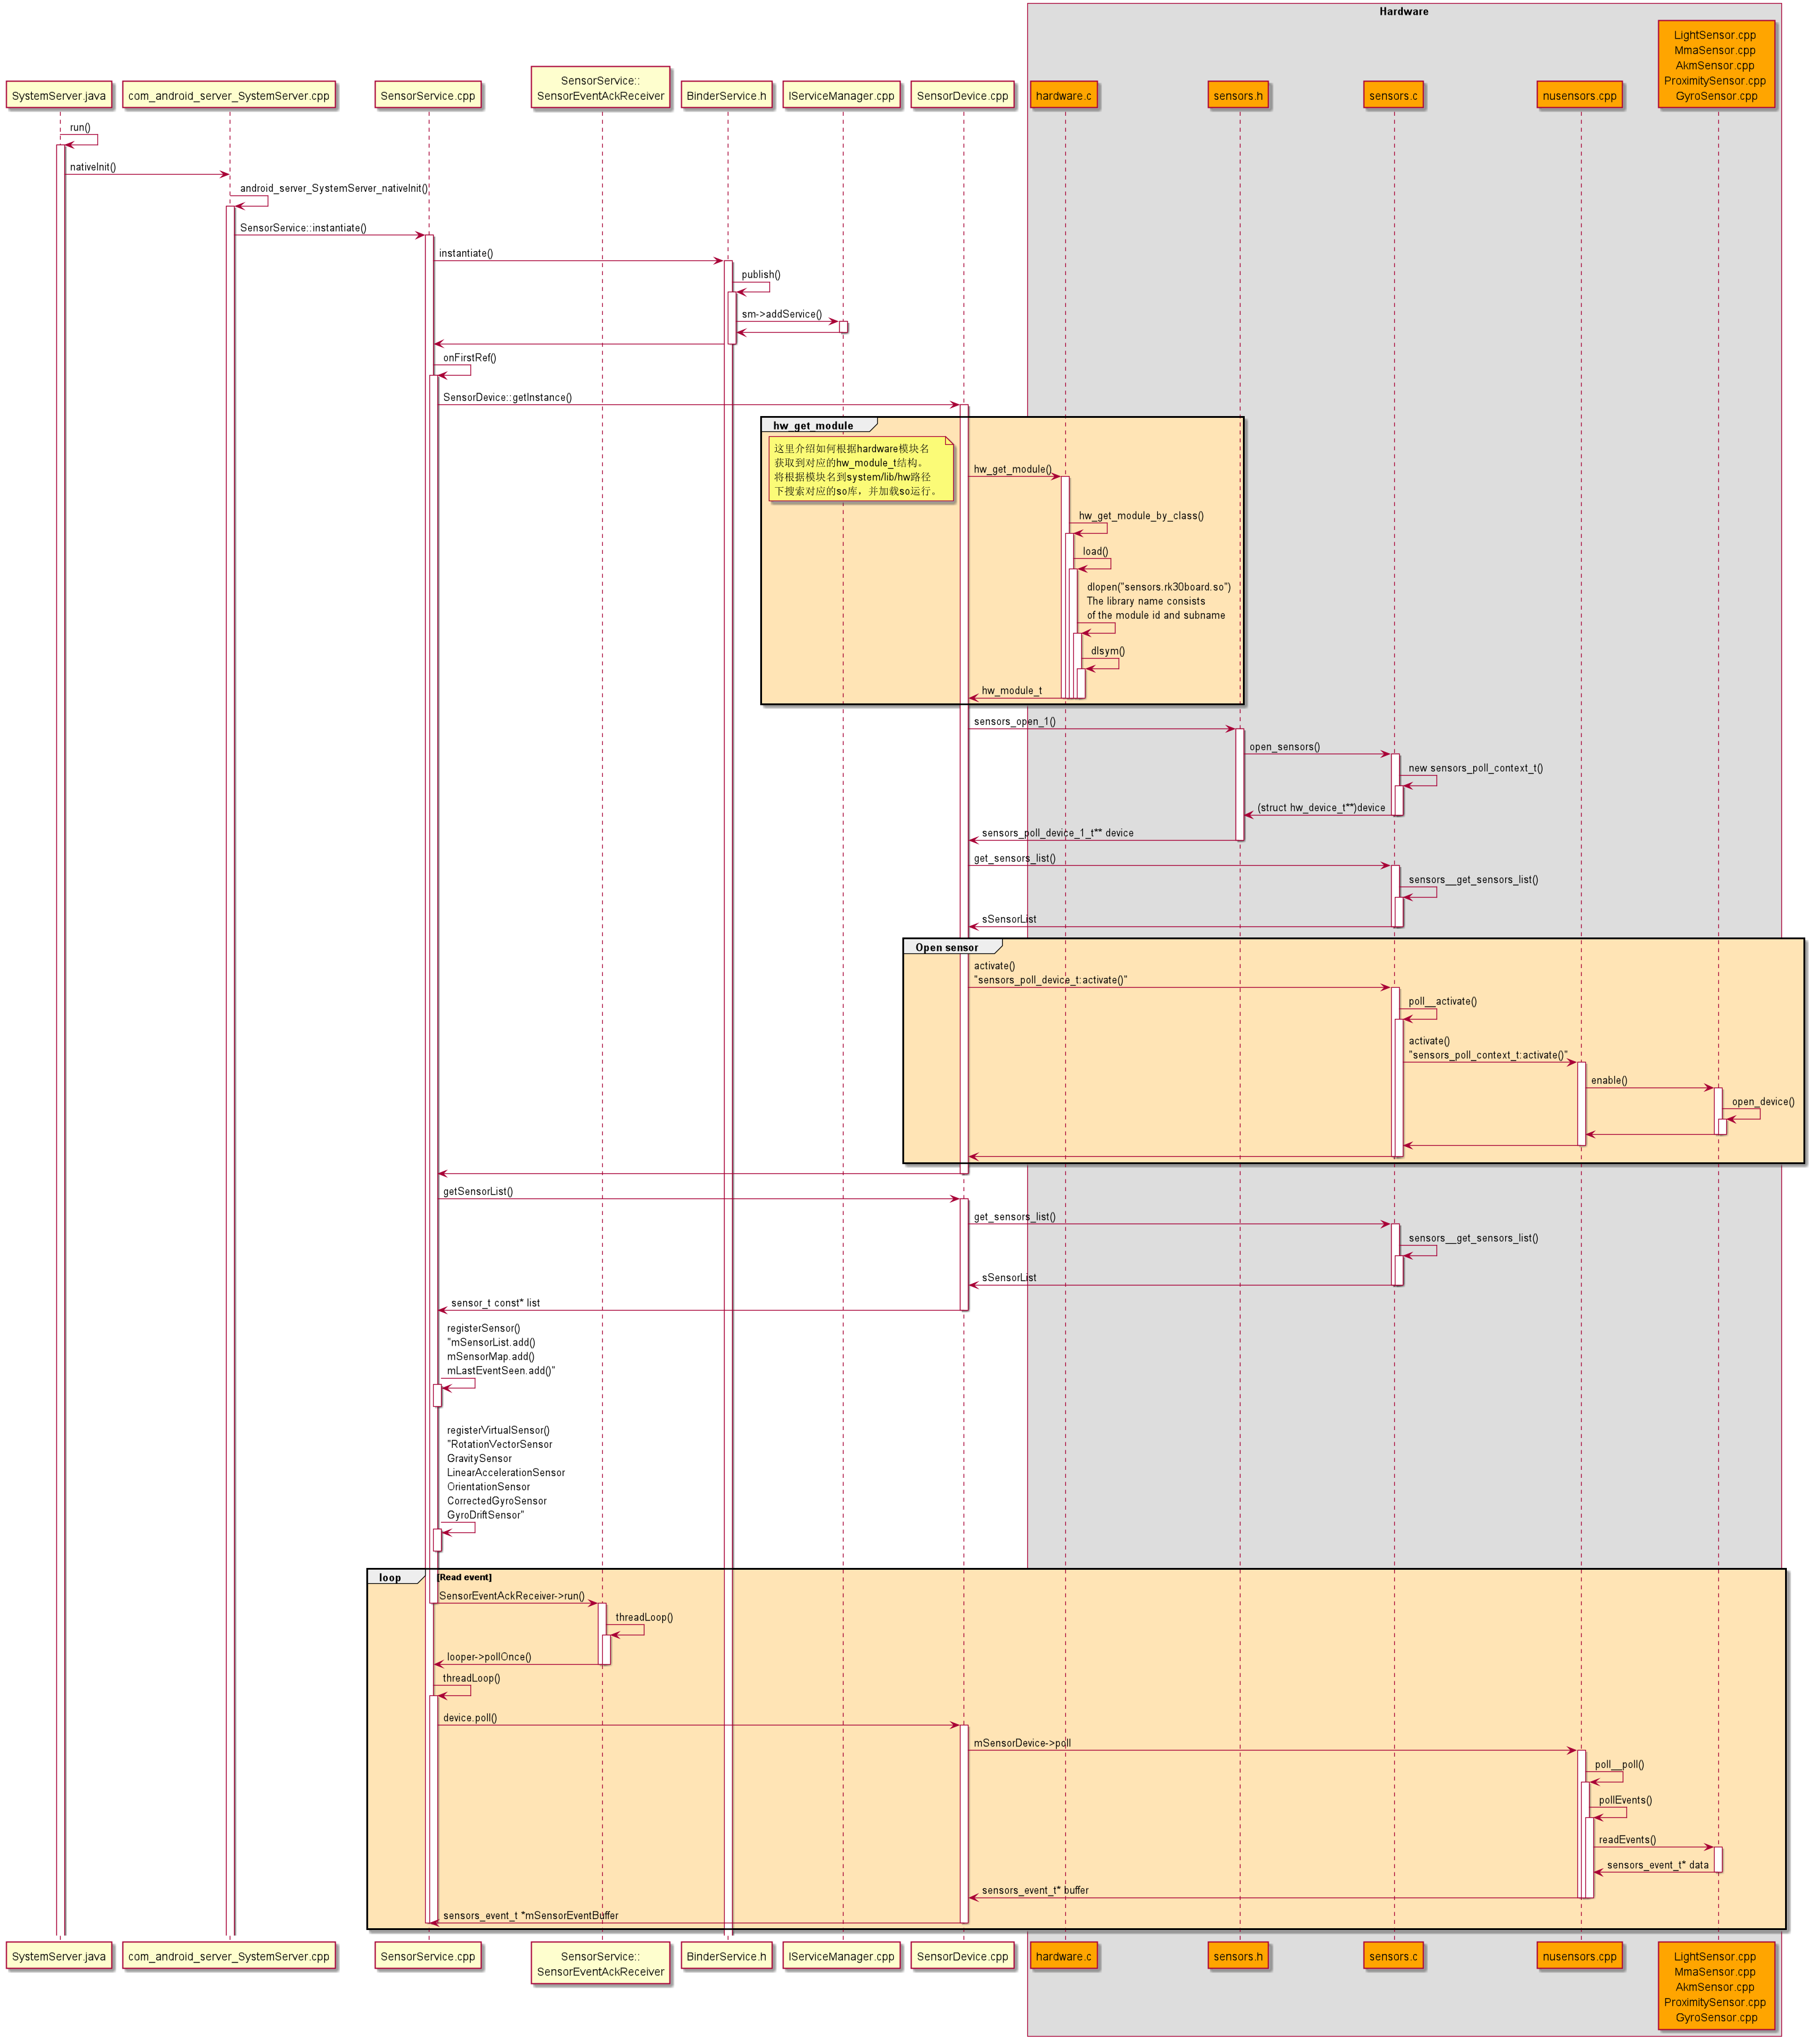 Hardware
LightSensor.cpp
MmaSensor.cpp
AkmSensor.cpp
ProximitySensor.cpp
GyroSensor.cpp
SystemServer.java
com_android_server_SystemServer.cpp
SensorService.cpp
SensorService::
SensorEventAckReceiver
BinderService.h
IServiceManager.cpp
SensorDevice.cpp
hardware.c
sensors.h
sensors.c
nusensors.cpp
run()
nativeInit()
android_server_SystemServer_nativeInit()
SensorService::instantiate()
instantiate()
publish()
sm->addService()
onFirstRef()
SensorDevice::getInstance()
hw_get_module
这里介绍如何根据hardware模块名
获取到对应的hw_module_t结构。
将根据模块名到system/lib/hw路径
下搜索对应的so库，并加载so运行。
hw_get_module()
hw_get_module_by_class()
load()
dlopen("sensors.rk30board.so")
The library name consists
of the module id and subname
dlsym()
hw_module_t
sensors_open_1()
open_sensors()
new sensors_poll_context_t()
(struct hw_device_t**)device
sensors_poll_device_1_t** device
get_sensors_list()
sensors__get_sensors_list()
sSensorList
Open sensor
activate()
"sensors_poll_device_t:activate()"
poll__activate()
activate()
"sensors_poll_context_t:activate()"
enable()
open_device()
getSensorList()
get_sensors_list()
sensors__get_sensors_list()
sSensorList
sensor_t const* list
registerSensor()
"mSensorList.add()
mSensorMap.add()
mLastEventSeen.add()"
registerVirtualSensor()
"RotationVectorSensor
GravitySensor
LinearAccelerationSensor
OrientationSensor
CorrectedGyroSensor
GyroDriftSensor"
loop [Read event]
SensorEventAckReceiver->run()
threadLoop()
looper->pollOnce()
threadLoop()
device.poll()
mSensorDevice->poll
poll__poll()
pollEvents()
readEvents()
sensors_event_t* data
sensors_event_t* buffer
sensors_event_t *mSensorEventBuffer
SystemServer.java
com_android_server_SystemServer.cpp
SensorService.cpp
SensorService::
SensorEventAckReceiver
BinderService.h
IServiceManager.cpp
SensorDevice.cpp
hardware.c
sensors.h
sensors.c
nusensors.cpp
LightSensor.cpp
MmaSensor.cpp
AkmSensor.cpp
ProximitySensor.cpp
GyroSensor.cpp